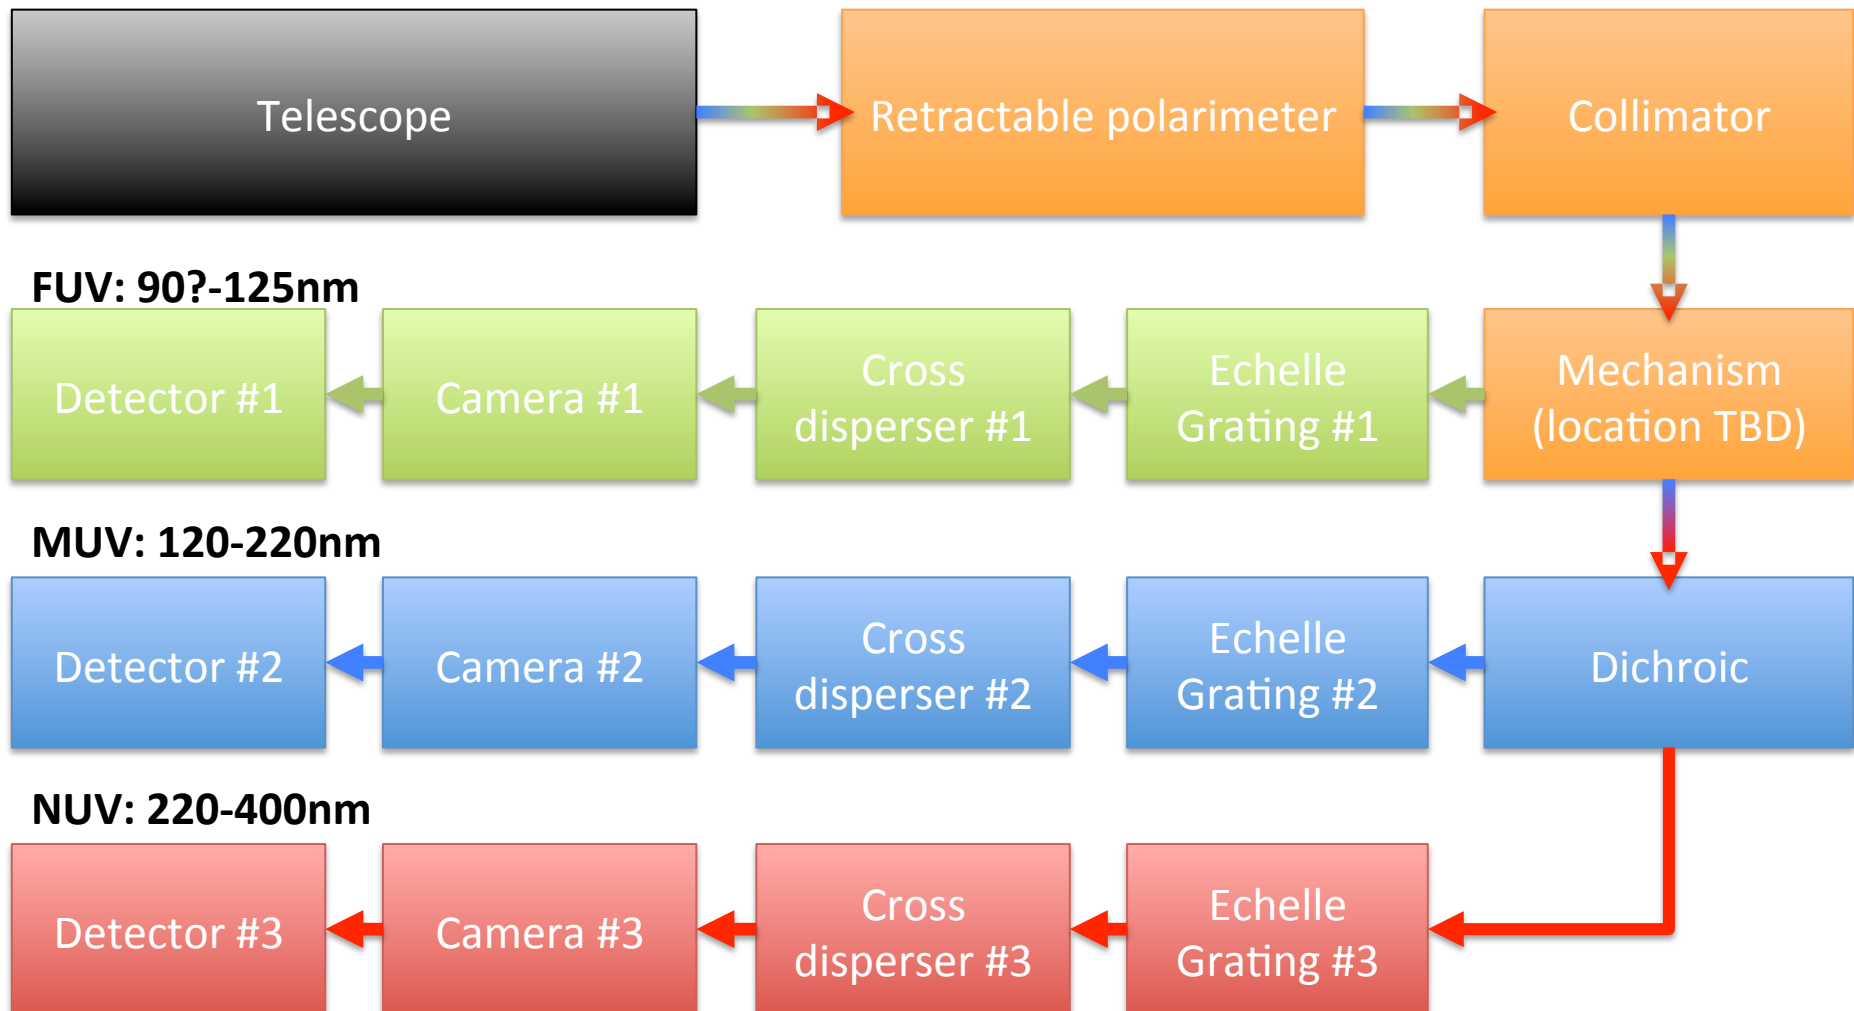 Telescope
Retractable polarimeter
Collimator
FUV: 90?-125nm
Detector #1
Camera #1
Cross
disperser #1
Echelle
Grating #1
Mechanism
(location TBD)
MUV: 120-220nm
Detector #2
Camera #2
Cross
disperser #2
Echelle
Grating #2
Dichroic
NUV: 220-400nm
Detector #3
Camera #3
Cross
disperser #3
Echelle
Grating #3